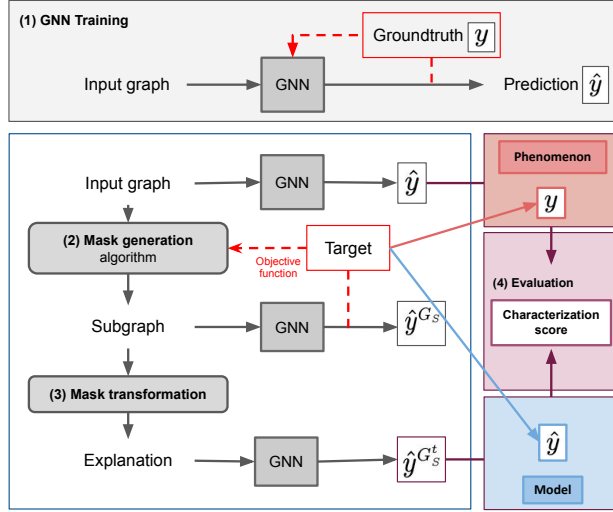 (1) GNN Training
Groundtruth y
Input graph
GNN
Prediction ŷ
Input graph
GNN
ŷ
Phenomenon
y
(2) Mask generation
algorithm
Objective
function
Target
(4) Evaluation
Characterization
score
Subgraph
GNN
ŷ^{G_S}
(3) Mask transformation
Explanation
GNN
ŷ^{G_S^t}
ŷ
Model